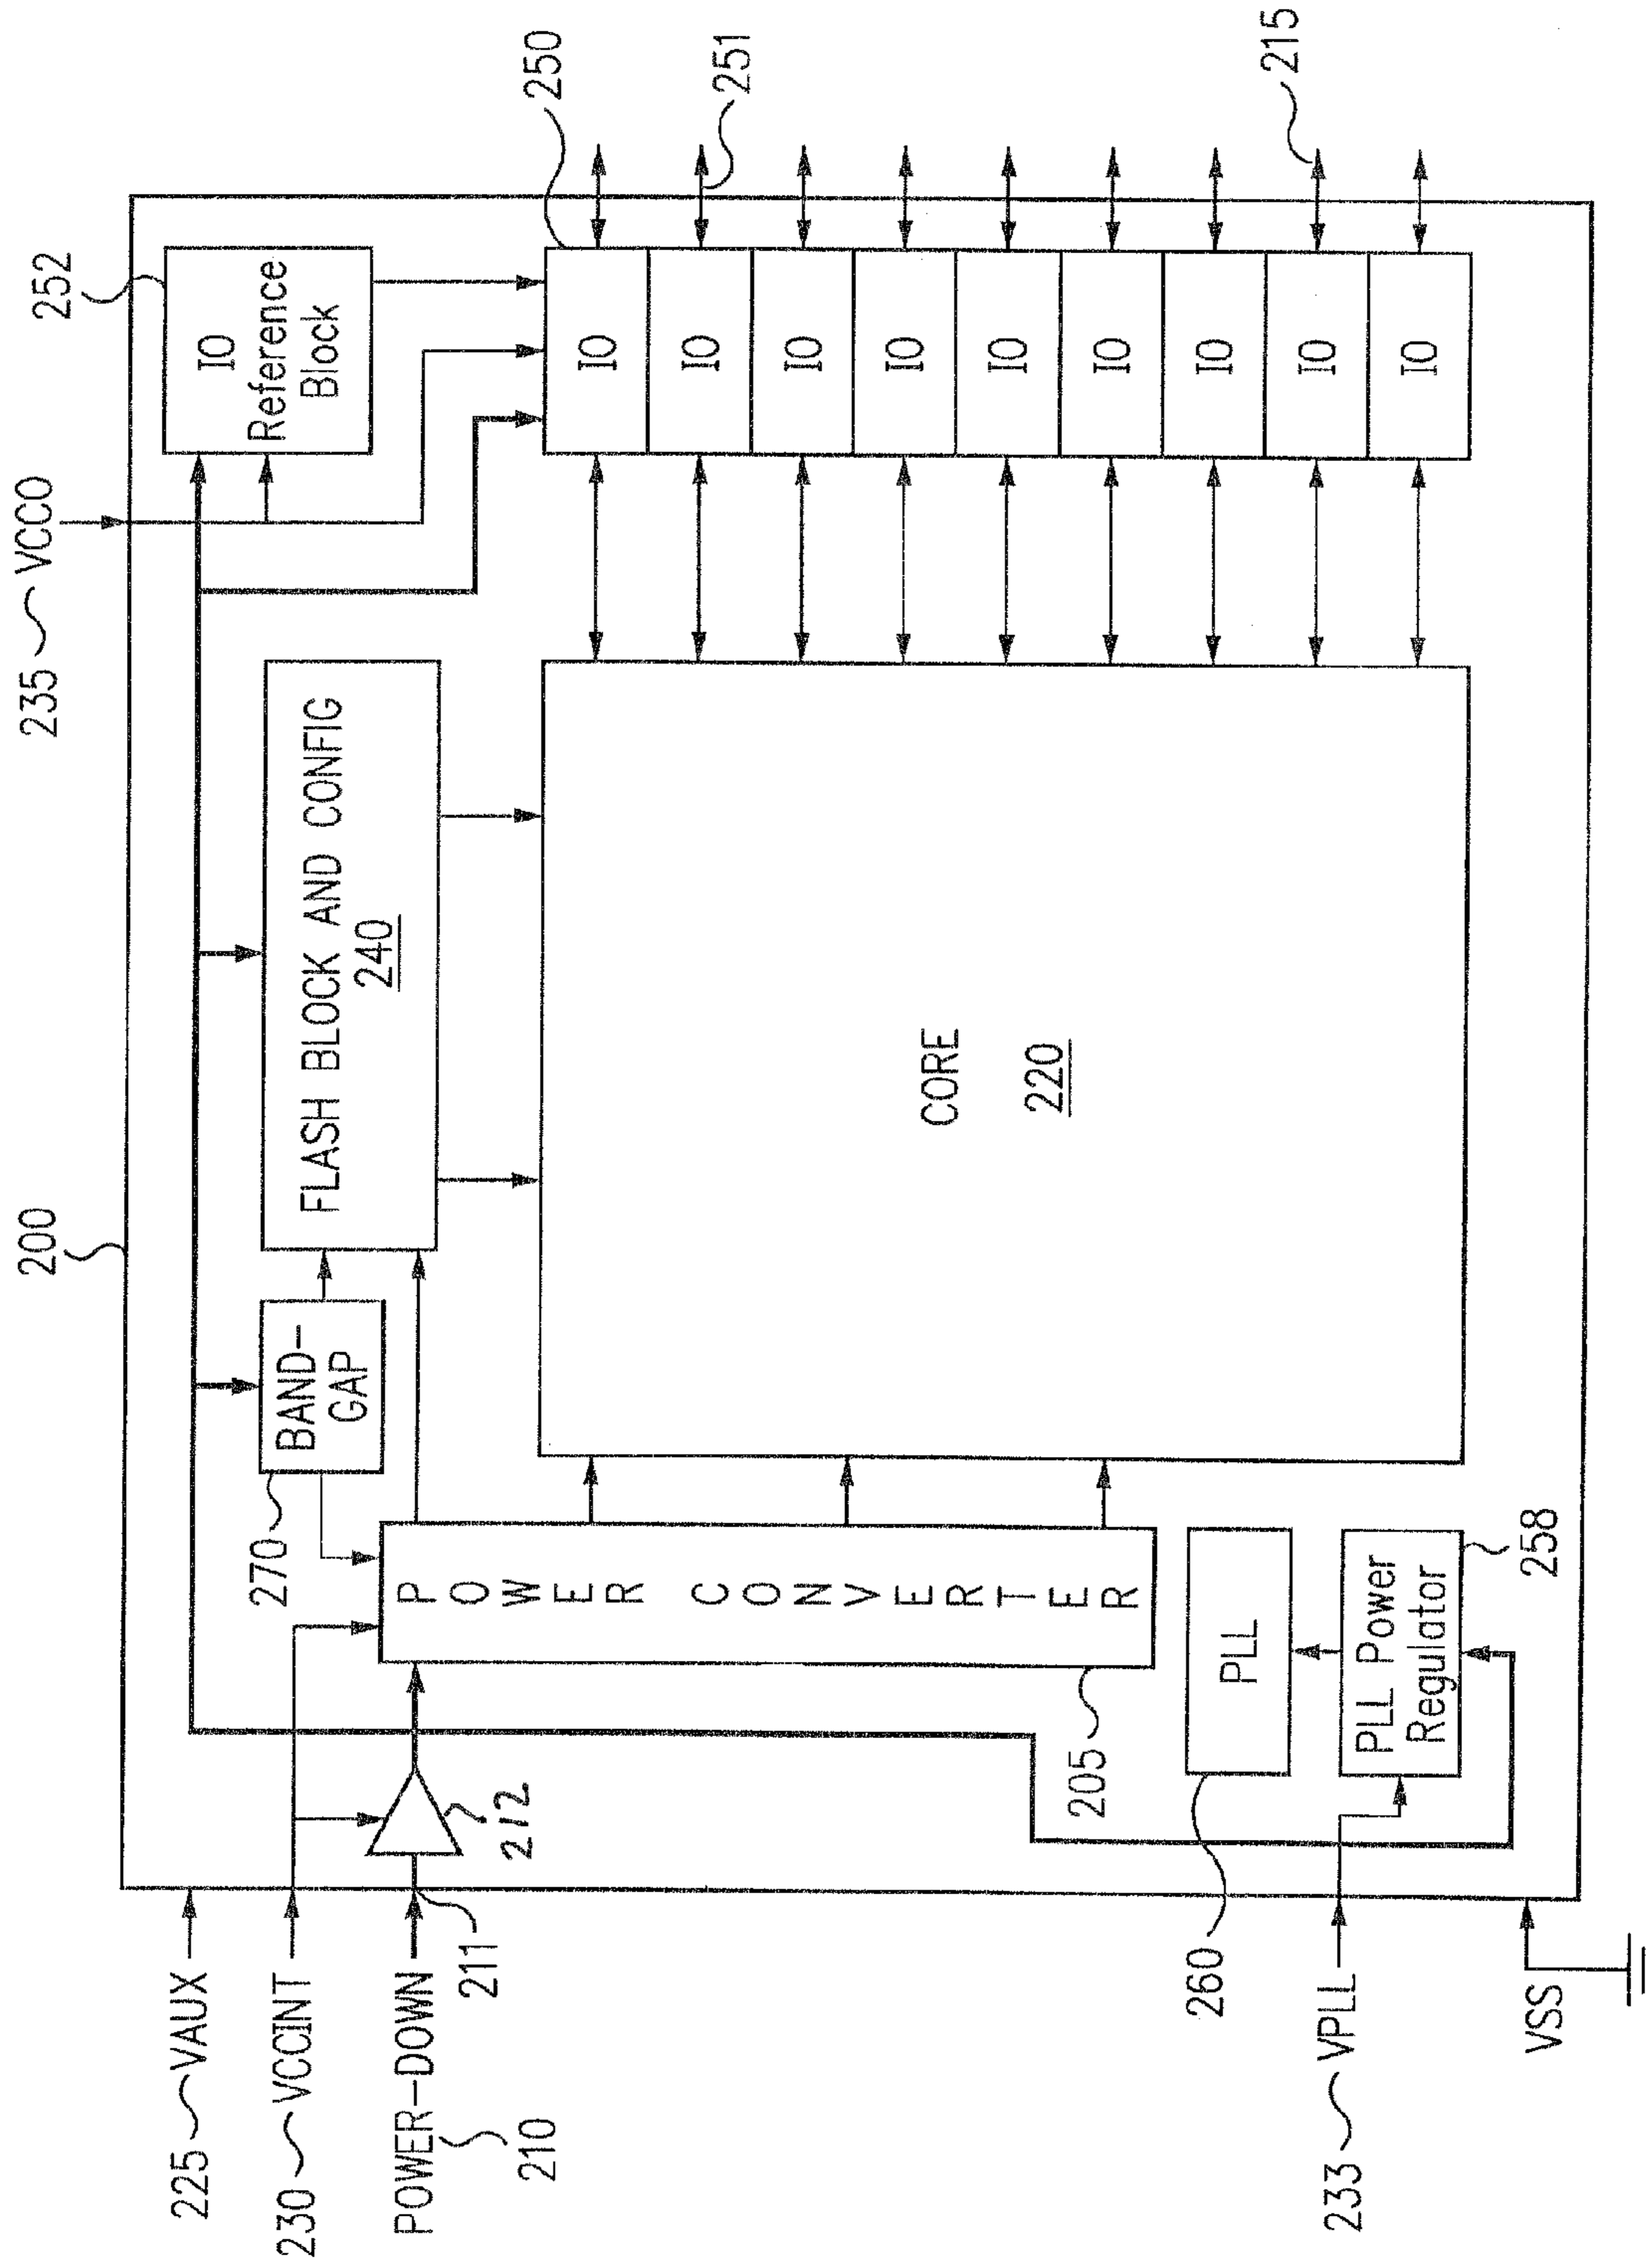 200
235 VCCO
252
IO
Reference
Block
250
251
215
225 VAUX
230 VCCINT
POWER-DOWN
210
211
212
270
BAND-
GAP
FLASH BLOCK AND CONFIG
240
POWER CONVERTER
205
CORE
220
IO
IO
IO
IO
IO
IO
IO
IO
IO
260
PLL
PLL Power
Regulator
258
233 VPLL
VSS